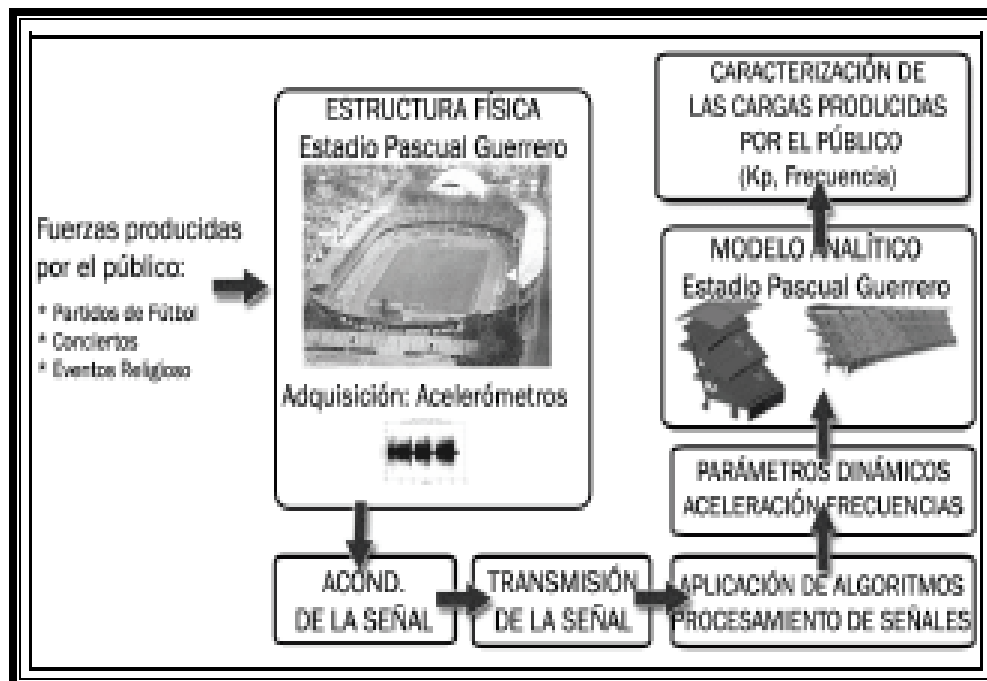 Fuerzas producidas
por el público:
* Partidos de Fútbol
* Conciertos
* Eventos Religioso
ESTRUCTURA FÍSICA
Estadio Pascual Guerrero
Adquisición: Acelerómetros
ACOND.
DE LA SEÑAL
TRANSMISIÓN
DE LA SEÑAL
APLICACIÓN DE ALGORITMOS
PROCESAMIENTO DE SEÑALES
PARÁMETROS DINÁMICOS
ACELERACIÓN FRECUENCIAS
MODELO ANALÍTICO
Estadio Pascual Guerrero
CARACTERIZACIÓN DE
LAS CARGAS PRODUCIDAS
POR EL PÚBLICO
(Kp, Frecuencia)